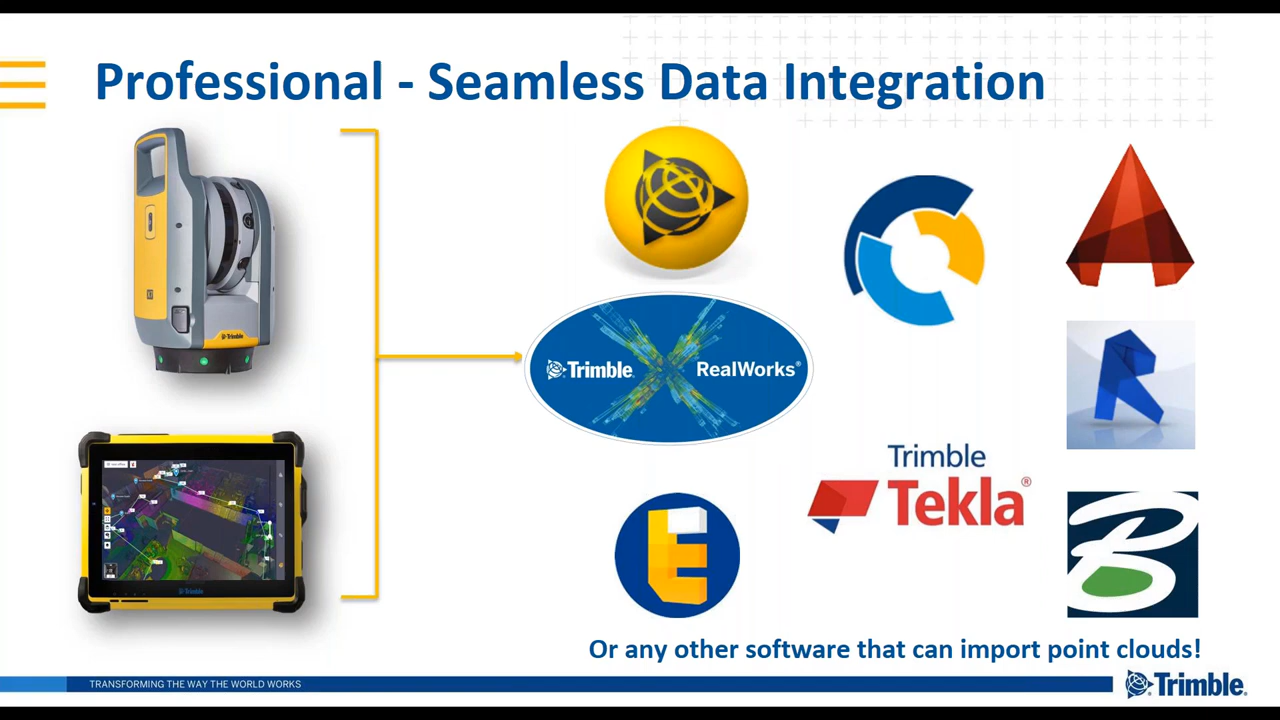 Professional - Seamless Data Integration
Trimble
Trimble
RealWorks®
Trimble
Tekla®
Or any other software that can import point clouds!
TRANSFORMING THE WAY THE WORLD WORKS
Trimble